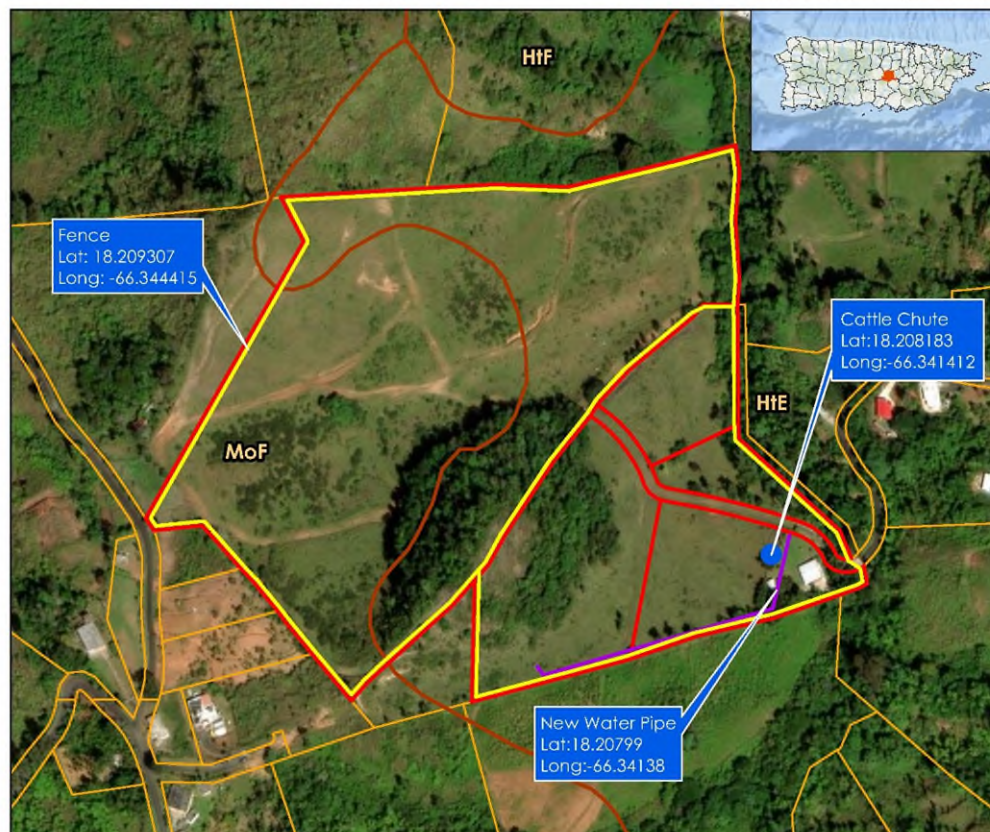 HtF
Fence
Lat: 18.209307
Long: -66.344415
Cattle Chute
Lat:18.208183
Long:-66.341412
HtE
MoF
New Water Pipe
Lat:18.20799
Long:-66.34138